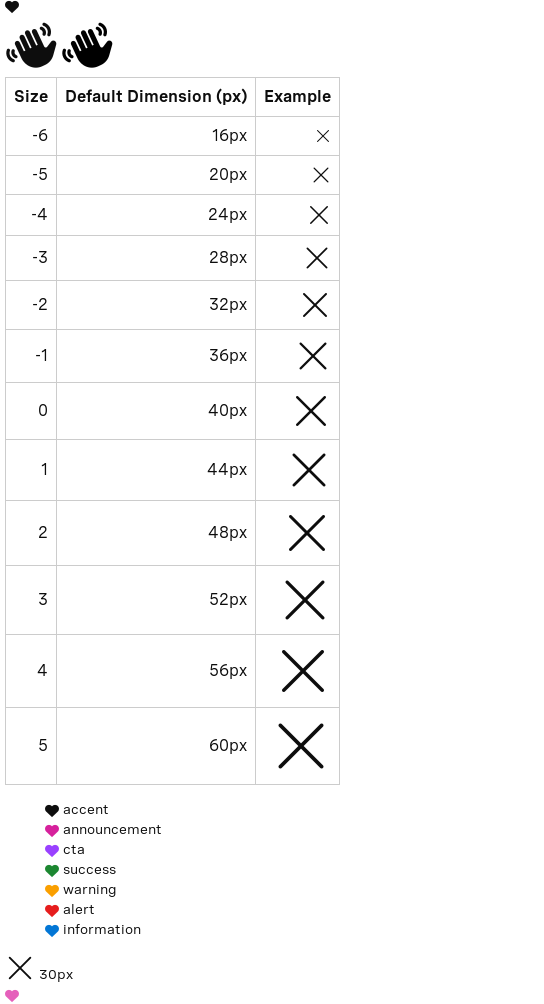 Size Default Dimension (px) Example
-6 16px
-5 20px
-4 24px
-3 28px
-2 32px
-1 36px
0 40px
1 44px
2 48px
3 52px
4 56px
5 60px
accent
announcement
cta
success
warning
alert
information
30px